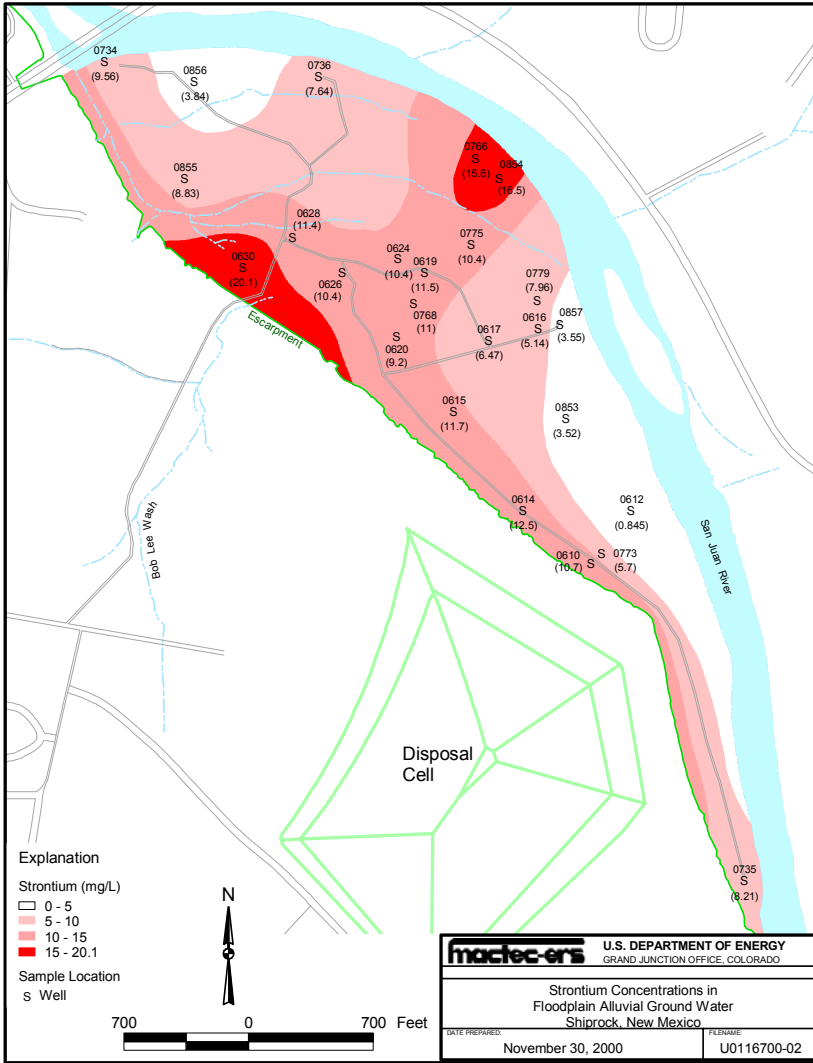 0734
(9.56)
0856
(3.84)
0736
(7.64)
0766
(15.6)
0854
(16.5)
0855
(8.83)
0628
(11.4)
0775
(10.4)
0630
(20.1)
0624
(10.4)
0619
(11.5)
0626
(10.4)
0779
(7.96)
0768
(11)
0616
(5.14)
0857
(3.55)
0617
(6.47)
0620
(9.2)
Escarpment
0615
(11.7)
0853
(3.52)
0614
(12.5)
0612
(0.845)
0610
(10.7)
0773
(5.7)
Bob Lee Wash
San Juan River
Disposal
Cell
0735
(8.21)
Explanation
Strontium (mg/L)
0 - 5
5 - 10
10 - 15
15 - 20.1
Sample Location
S Well
N
700 0 700 Feet
mactec-ers
U.S. DEPARTMENT OF ENERGY
GRAND JUNCTION OFFICE, COLORADO
Strontium Concentrations in
Floodplain Alluvial Ground Water
Shiprock, New Mexico
DATE PREPARED:
November 30, 2000
FILENAME:
U0116700-02